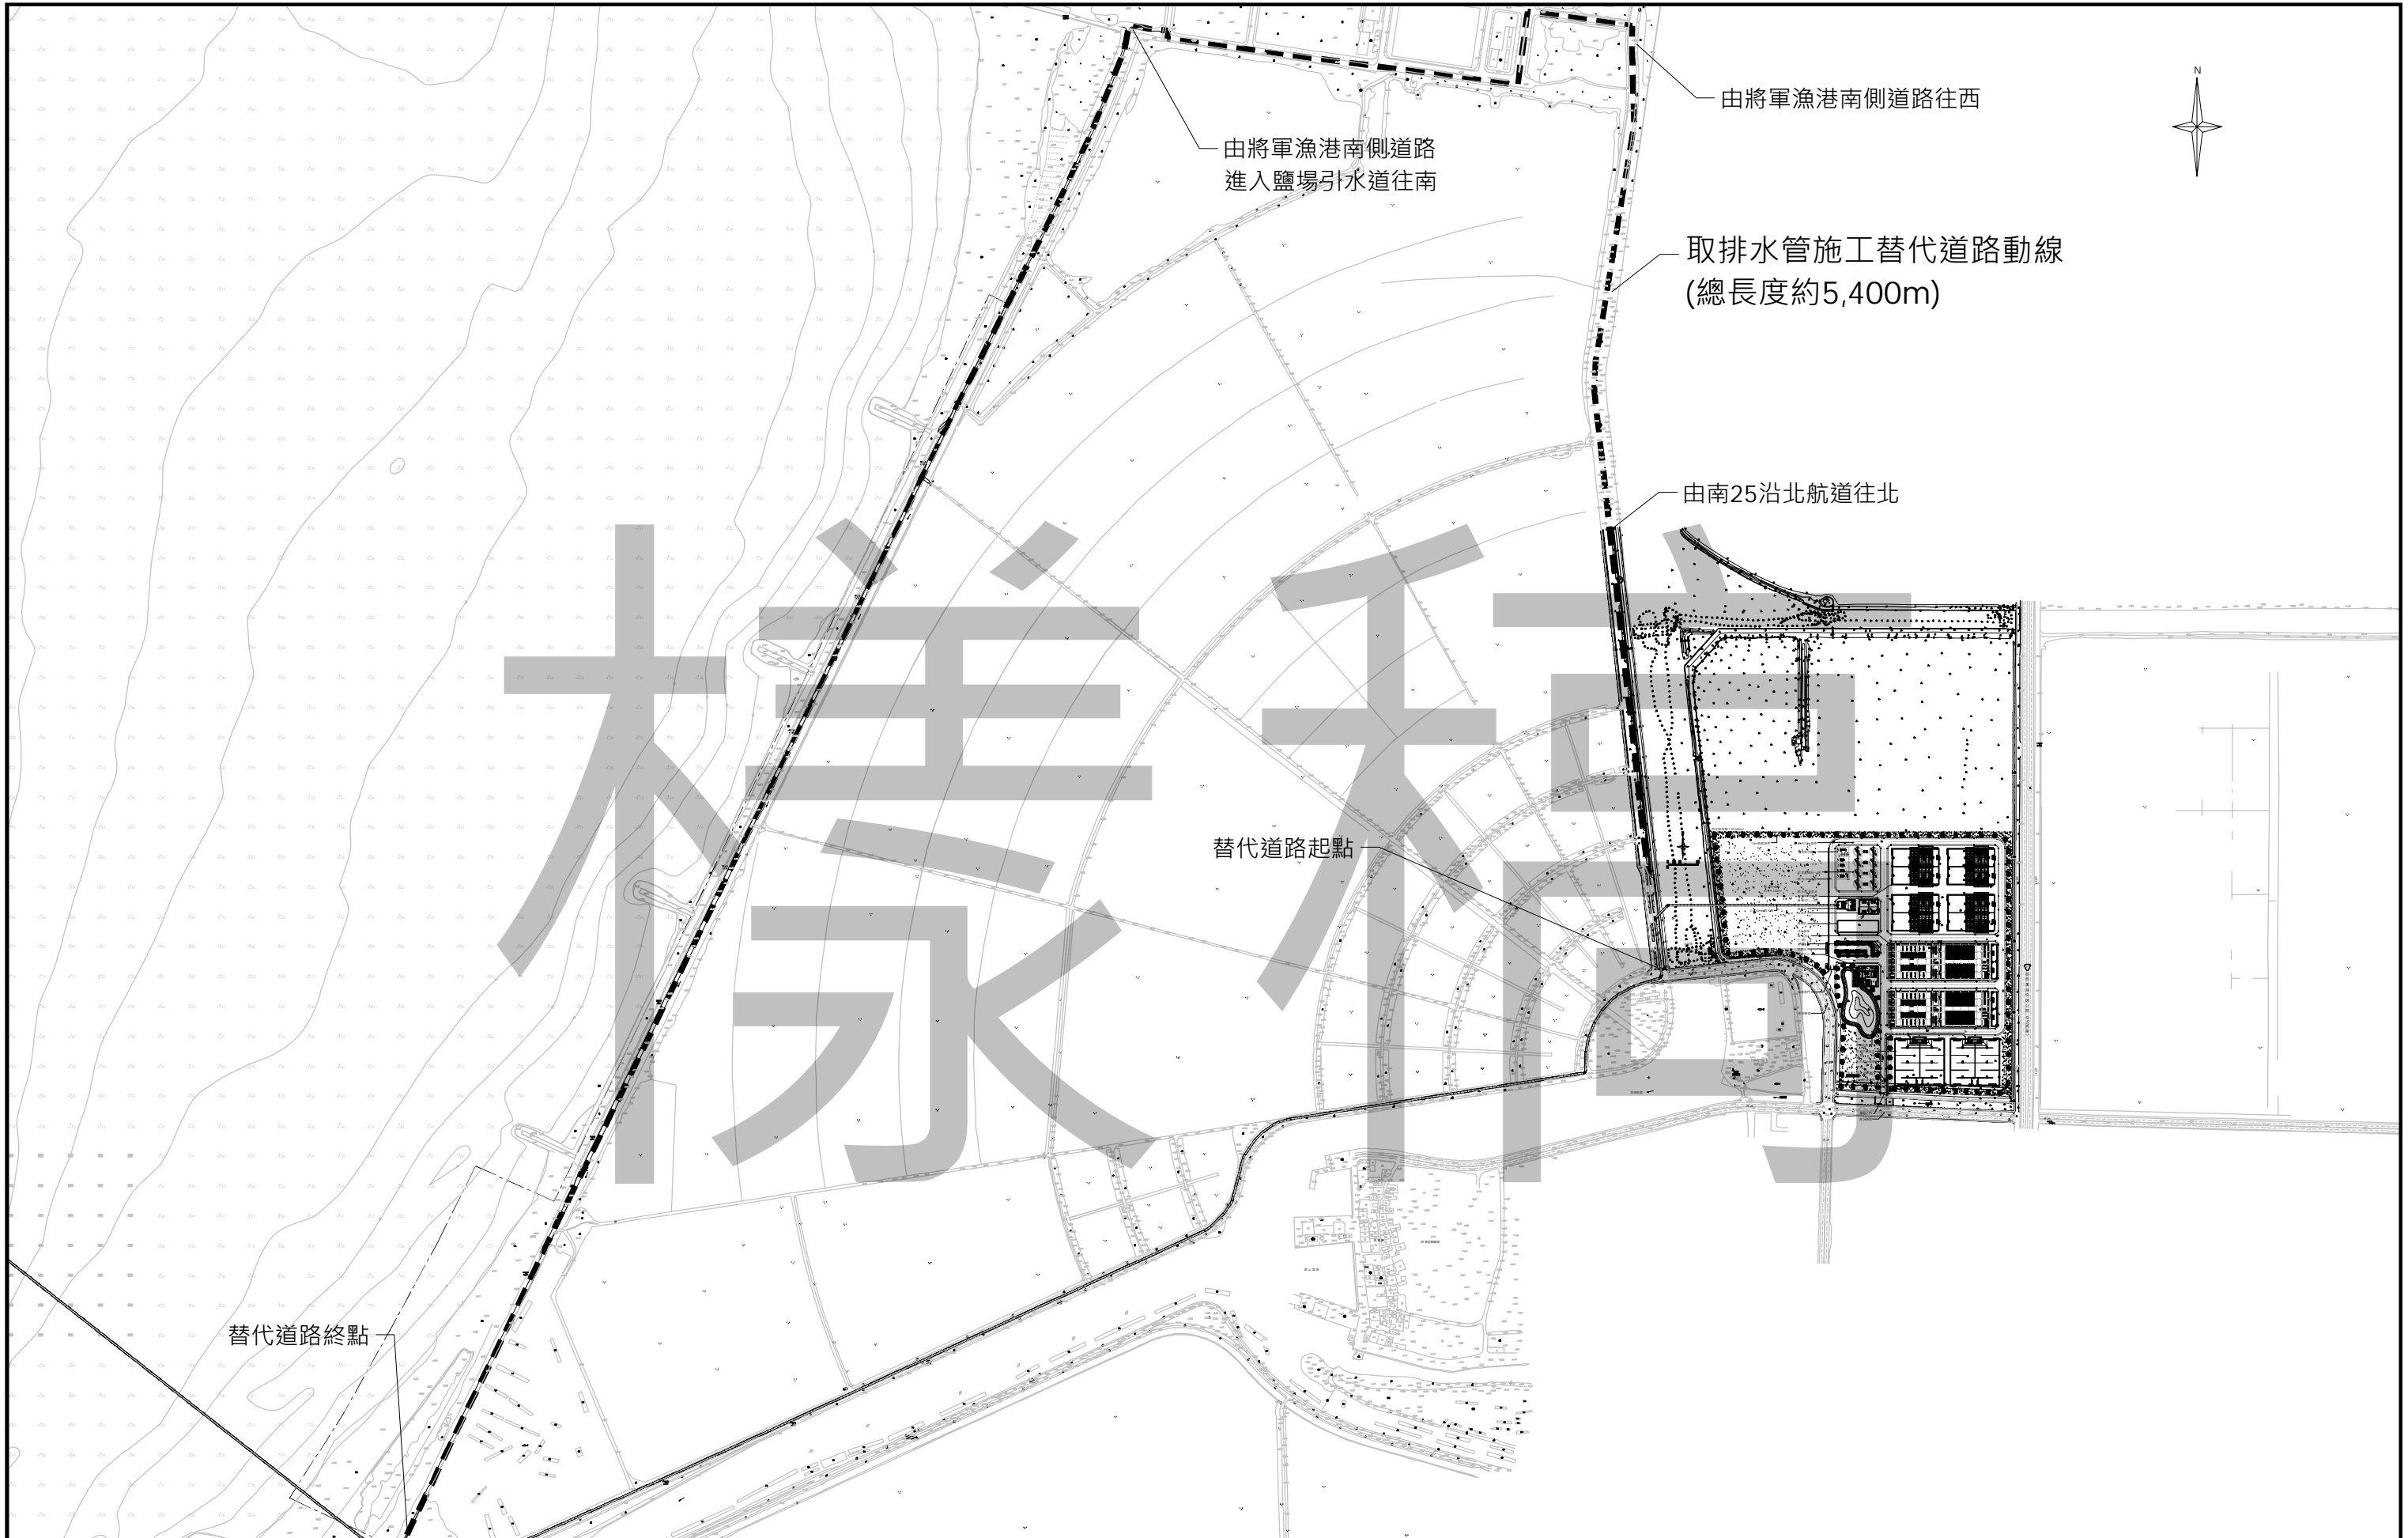 N
由將軍漁港南側道路往西
由將軍漁港南側道路
進入鹽場引水道往南
取排水管施工替代道路動線
(總長度約5,400m)
由南25沿北航道往北
樣稿
替代道路起點
替代道路終點